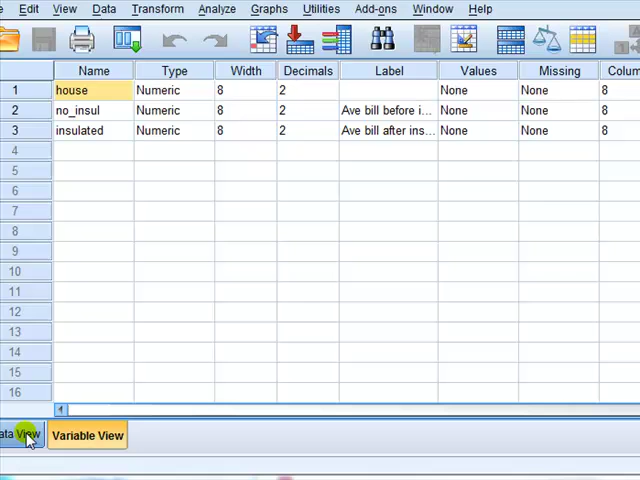 Edit View Data Transform Analyze Graphs Utilities Add-ons Window Help
Name Type Width Decimals Label Values Missing Colum
1 house Numeric 8 2 None None 8
2 no_insul Numeric 8 2 Ave bill before i... None None 8
3 insulated Numeric 8 2 Ave bill after ins... None None 8
4
5
6
7
8
9
10
11
12
13
14
15
16
ata View Variable View